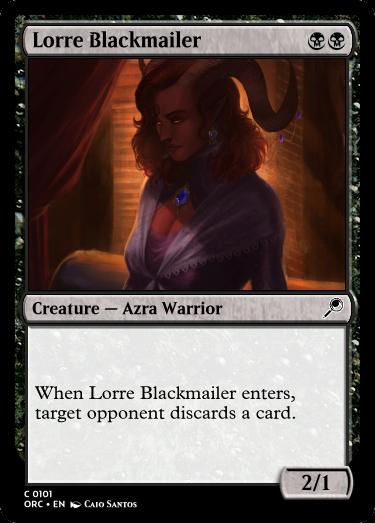 Lorre Blackmailer
Creature — Azra Warrior
When Lorre Blackmailer enters,
target opponent discards a card.
2/1
C 0101
ORC • EN Caio Santos